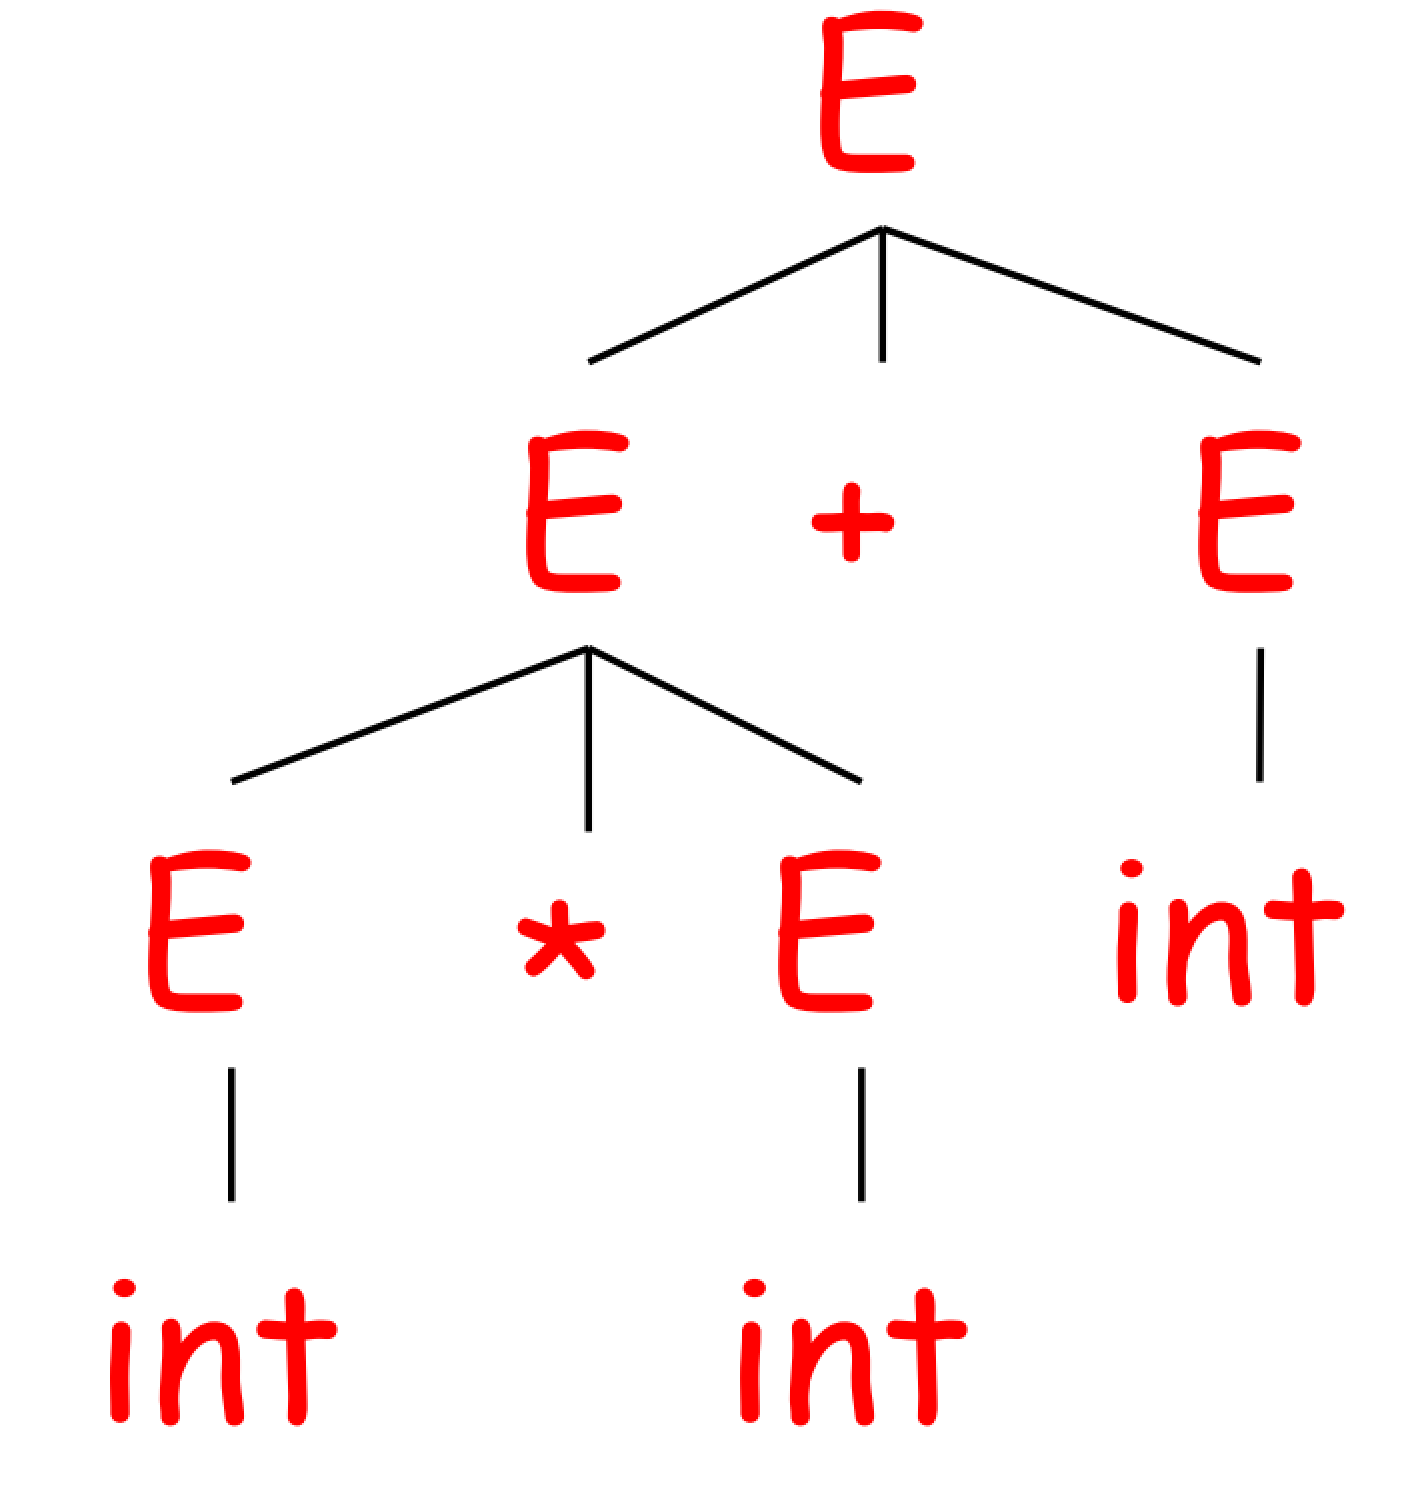 E
E + E
E * E int
int int